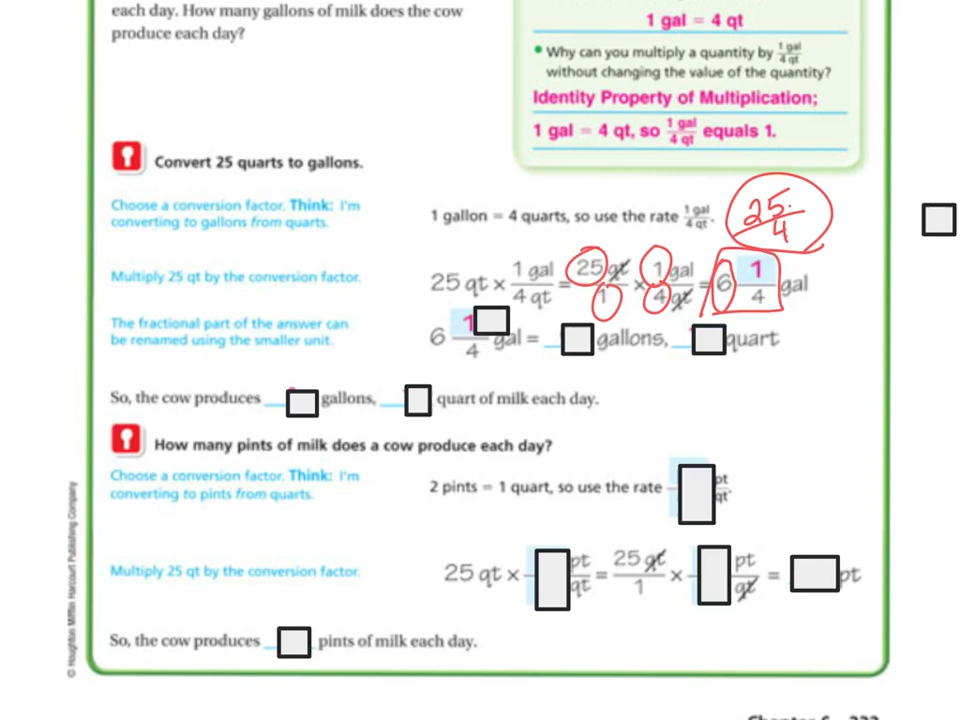 each day. How many gallons of milk does the cow
produce each day?
1 gal = 4 qt
• Why can you multiply a quantity by 1 gal/4 qt
without changing the value of the quantity?
Identity Property of Multiplication;
1 gal = 4 qt, so 1 gal/4 qt equals 1.
Convert 25 quarts to gallons.
Choose a conversion factor. Think: I'm
converting to gallons from quarts.
1 gallon = 4 quarts, so use the rate 1 gal/4 qt.
25/4
Multiply 25 qt by the conversion factor.
25 qt × 1 gal/4 qt = 25 qt/1 × 1 gal/4 qt = 6 1/4 gal
The fractional part of the answer can
be renamed using the smaller unit.
6 1/4 gal = gallons, quart
So, the cow produces gallons, quart of milk each day.
How many pints of milk does a cow produce each day?
Choose a conversion factor. Think: I'm
converting to pints from quarts.
2 pints = 1 quart, so use the rate pt/qt.
Multiply 25 qt by the conversion factor.
25 qt × pt/qt = 25 qt/1 × pt/qt = pt
So, the cow produces pints of milk each day.
© Houghton Mifflin Harcourt Publishing Company